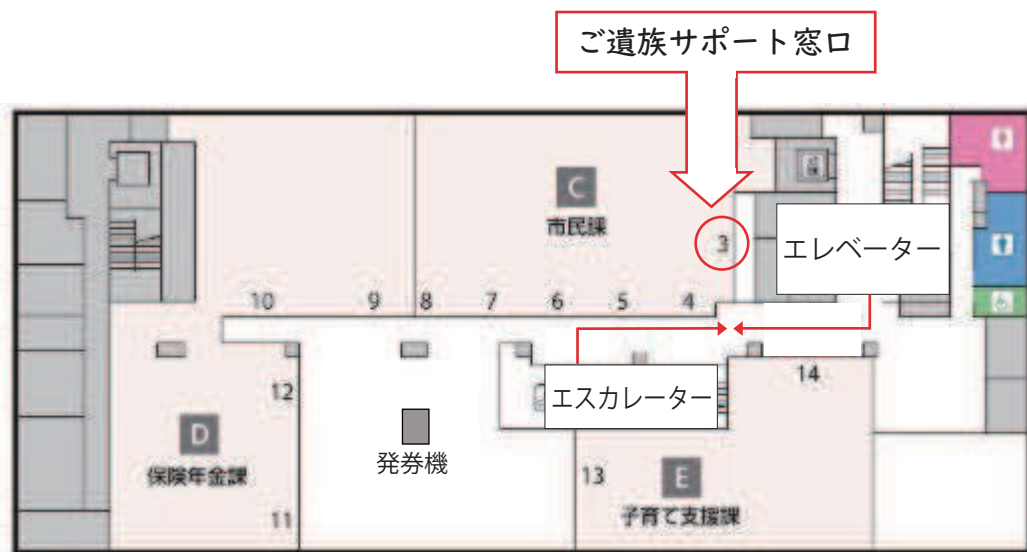 ご遺族サポート窓口
C
市民課
3
エレベーター
10
9
8
7
6
5
4
エスカレーター
14
12
D
保険年金課
発券機
13
E
子育て支援課
11